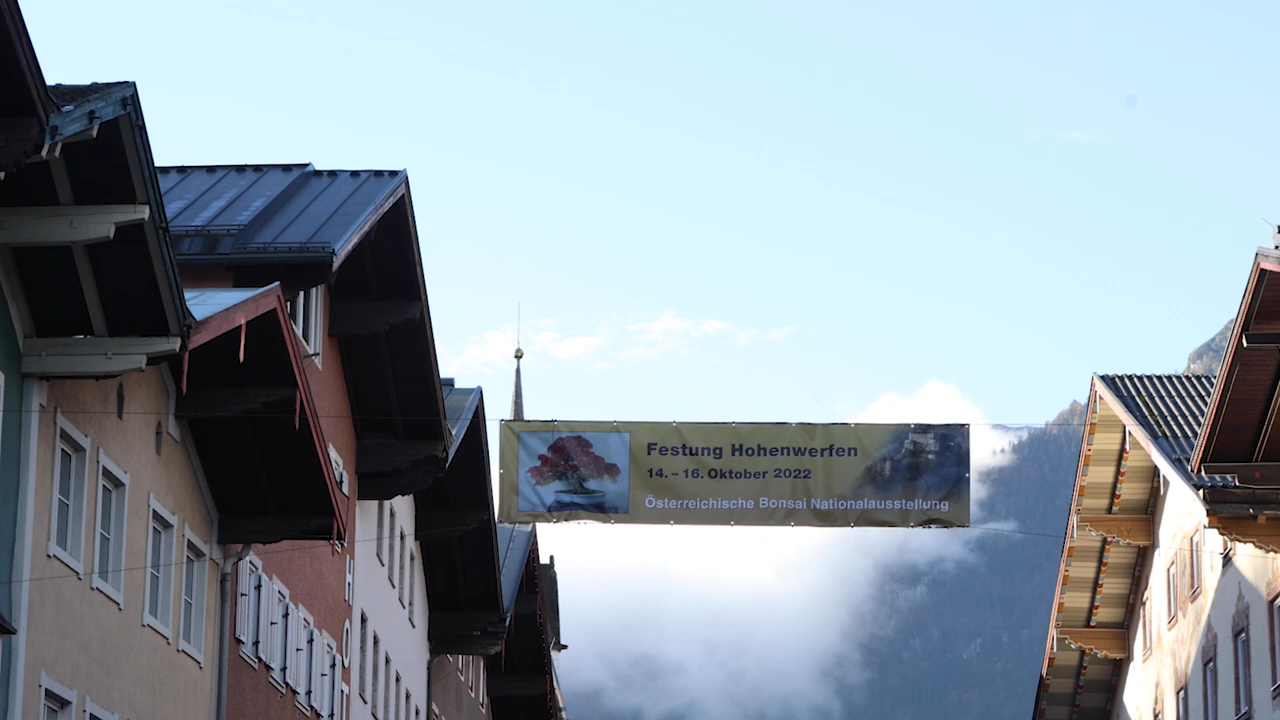 Festung Hohenwerfen
14. – 16. Oktober 2022
Österreichische Bonsai Nationalausstellung